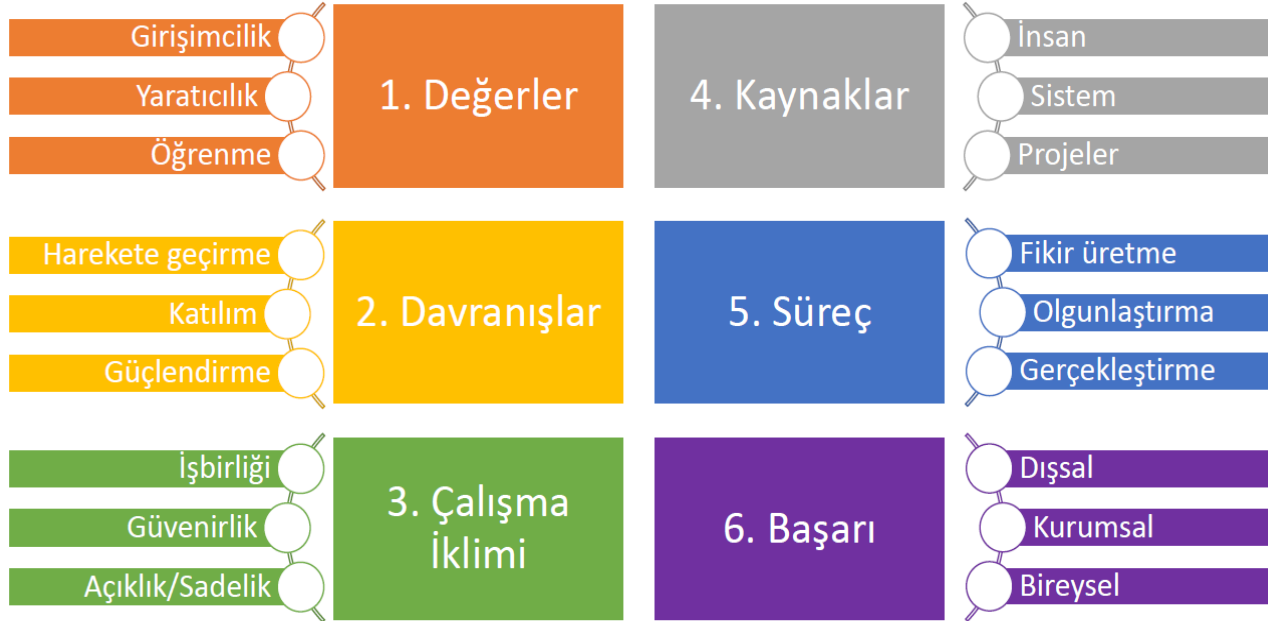 Girişimcilik
Yaratıcılık
Öğrenme
1. Değerler
4. Kaynaklar
İnsan
Sistem
Projeler
Harekete geçirme
Katılım
Güçlendirme
2. Davranışlar
5. Süreç
Fikir üretme
Olgunlaştırma
Gerçekleştirme
İşbirliği
Güvenirlik
Açıklık/Sadelik
3. Çalışma
İklimi
6. Başarı
Dışsal
Kurumsal
Bireysel